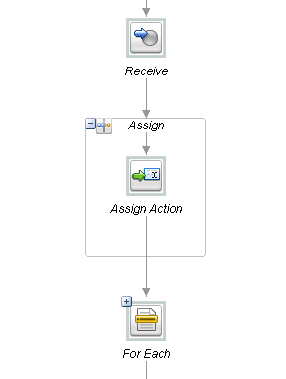 Receive
Assign
Assign Action
For Each